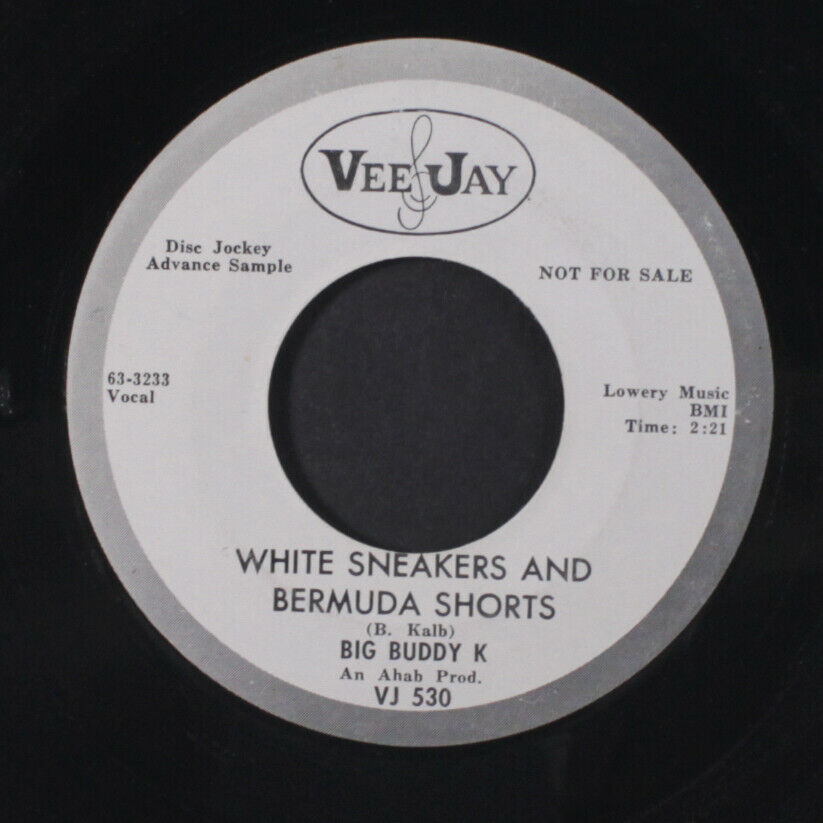 VEE JAY
Disc Jockey
Advance Sample
NOT FOR SALE
63-3233
Vocal
Lowery Music
BMI
Time: 2:21
WHITE SNEAKERS AND
BERMUDA SHORTS
(B. Kalb)
BIG BUDDY K
An Ahab Prod.
VJ 530